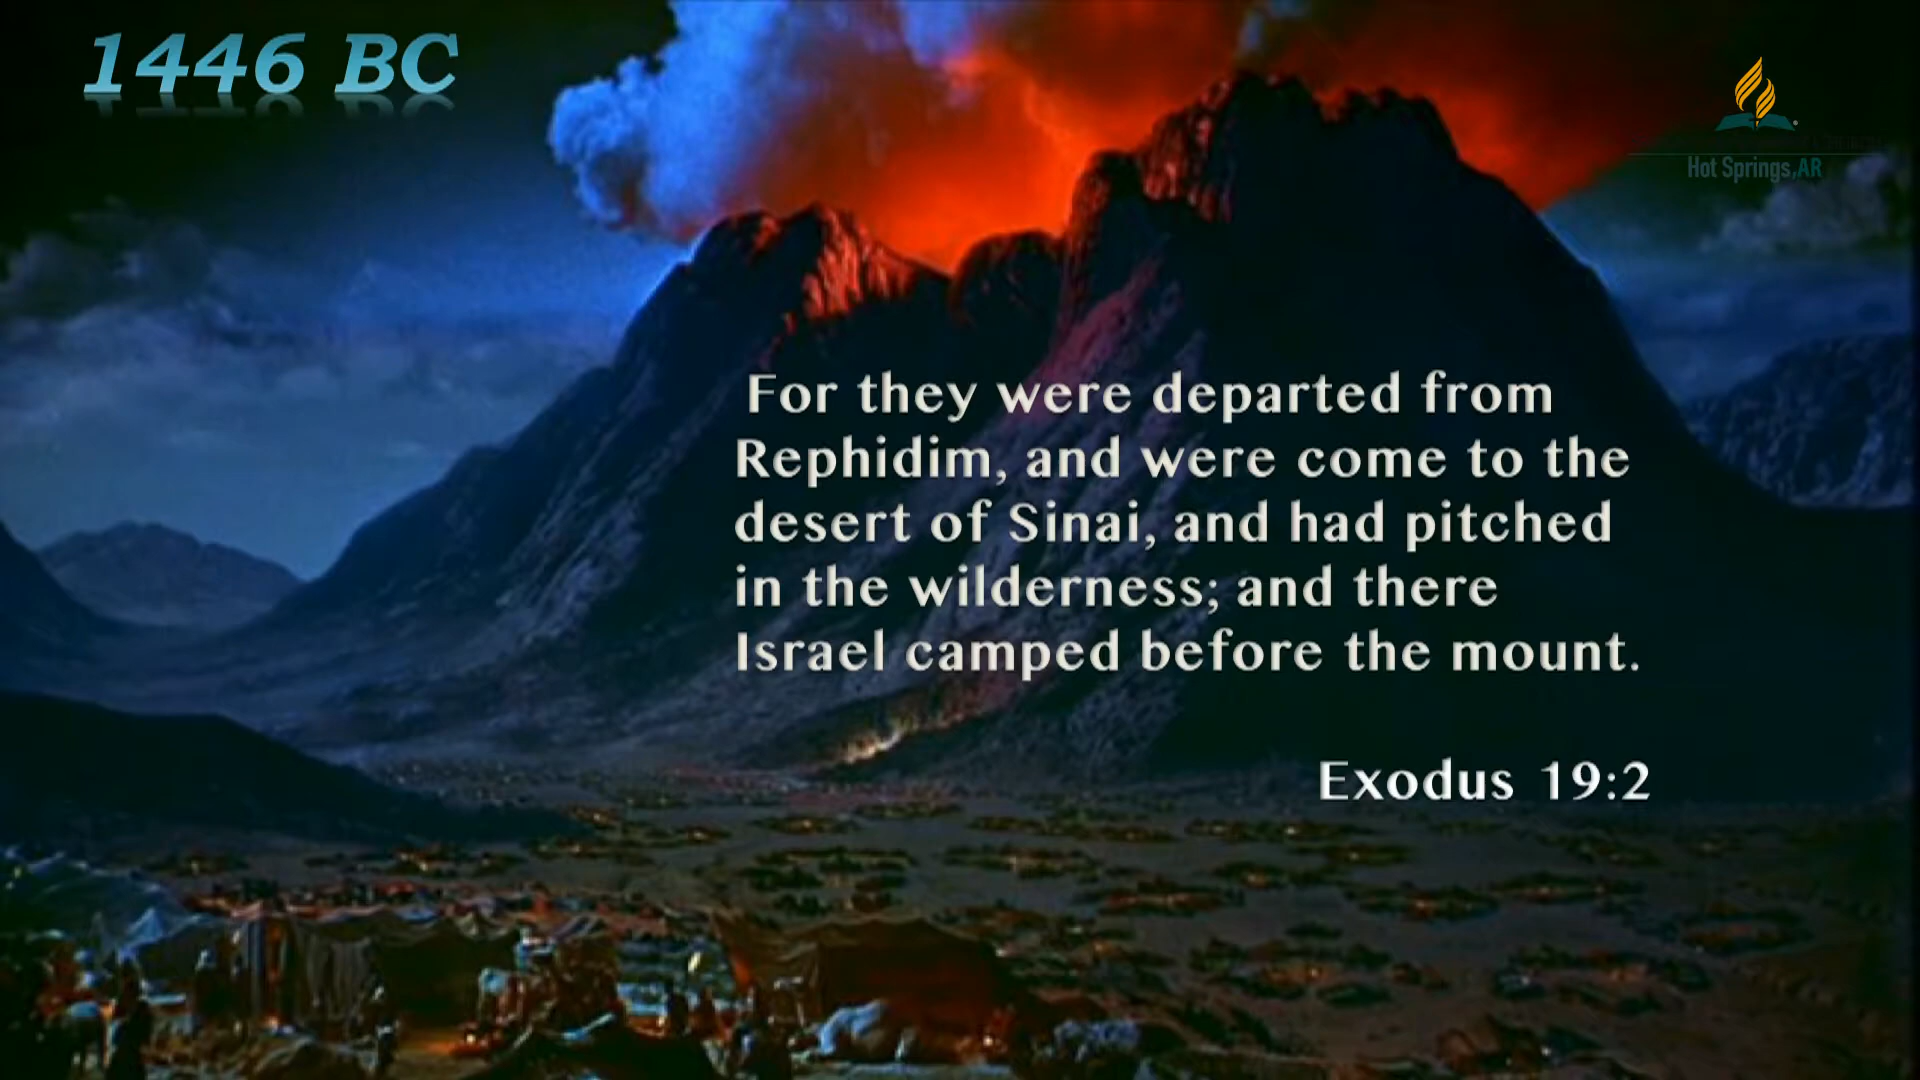 1446 BC
Hot Springs, AR
For they were departed from
Rephidim, and were come to the
desert of Sinai, and had pitched
in the wilderness; and there
Israel camped before the mount.
Exodus 19:2